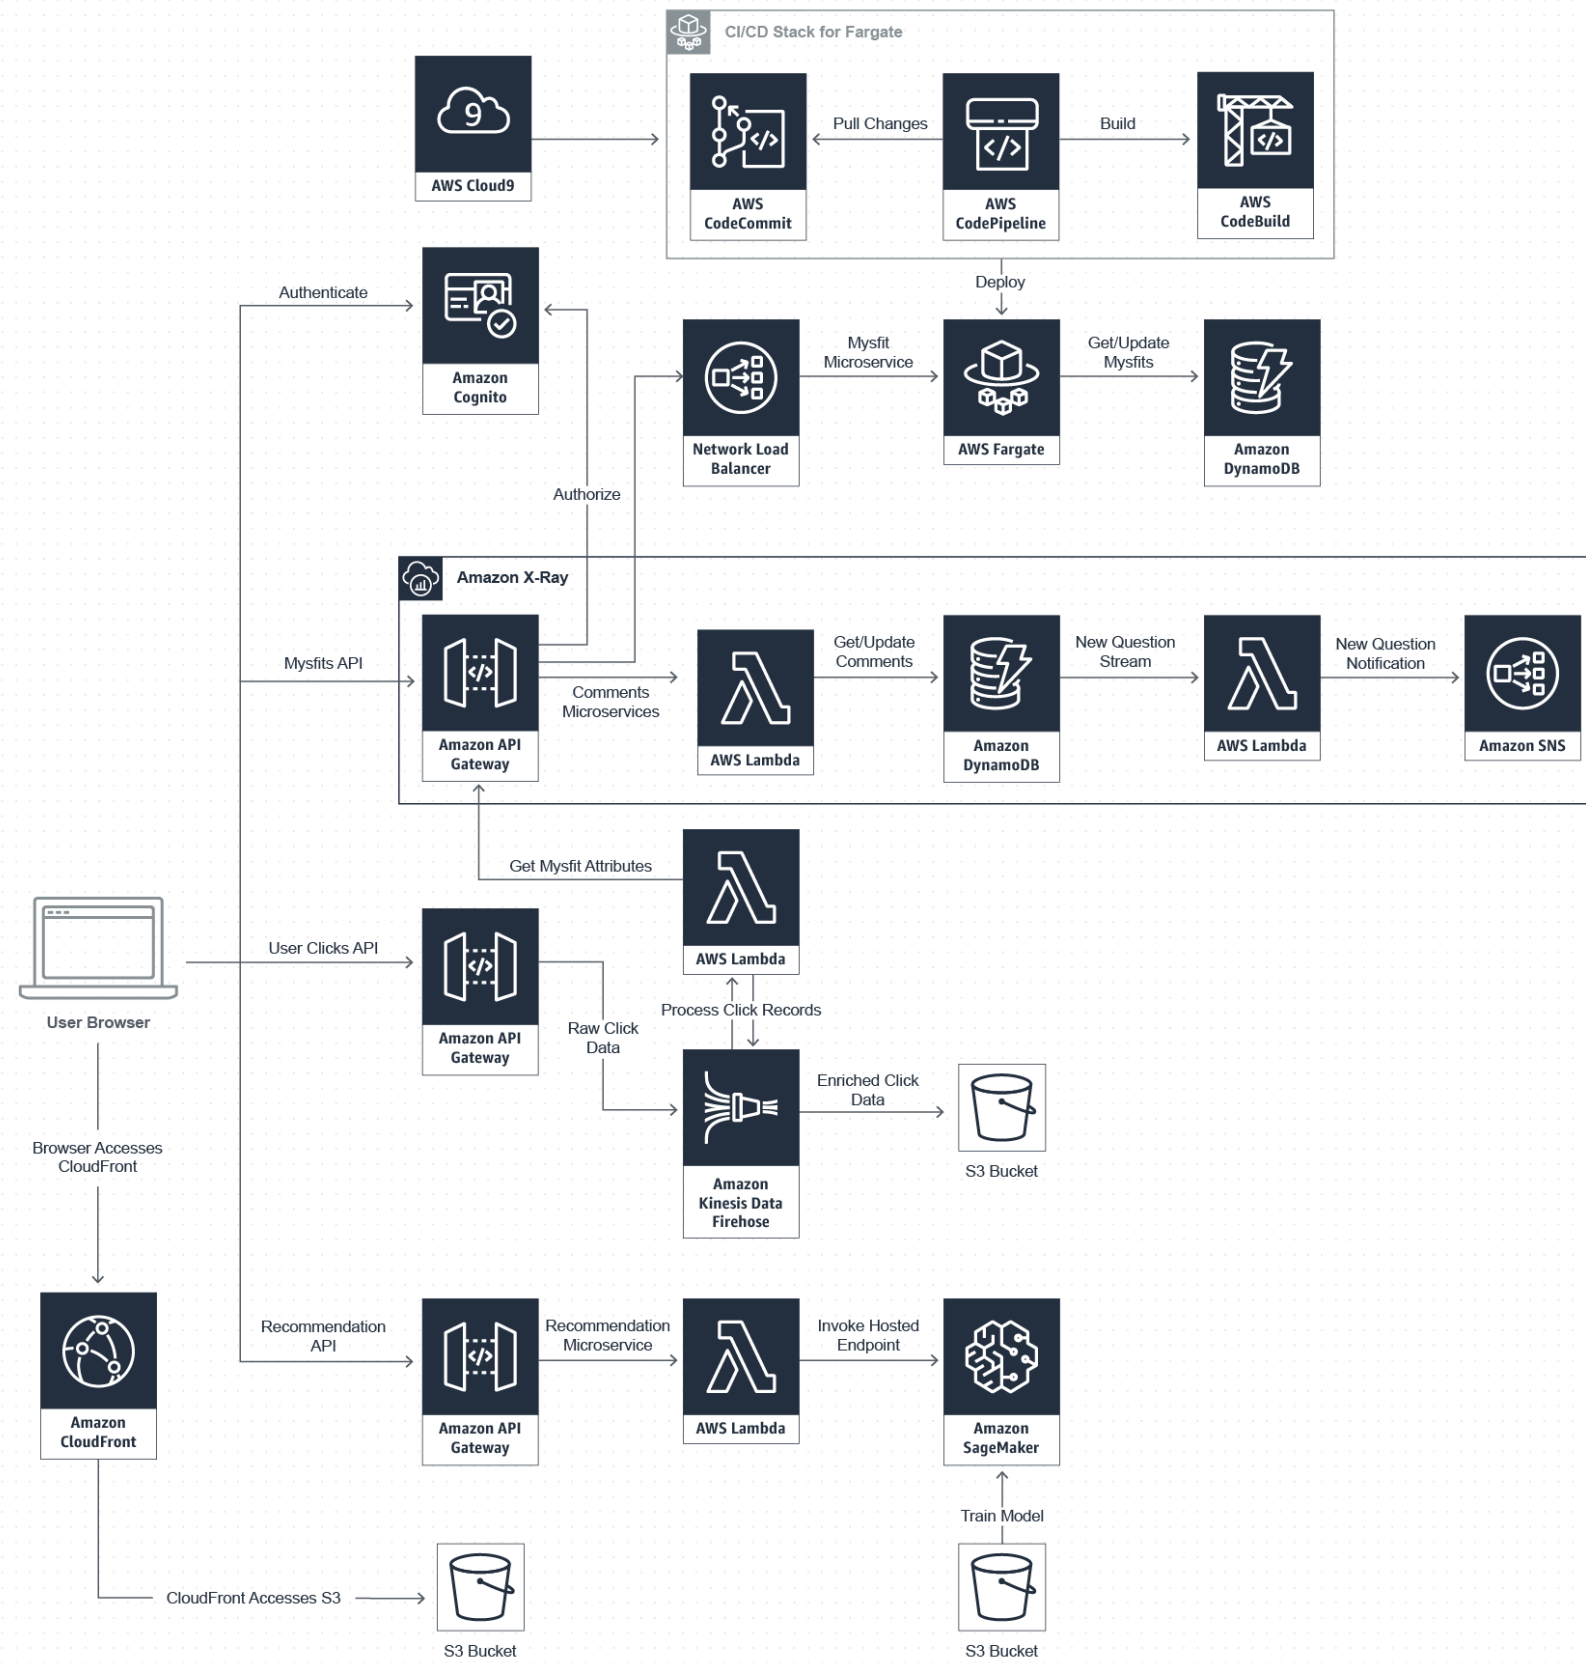 CI/CD Stack for Fargate
9
AWS Cloud9
Pull Changes
Build
AWS
CodeCommit
AWS
CodePipeline
AWS
CodeBuild
Deploy
Authenticate
Amazon
Cognito
Authorize
Network Load
Balancer
Mysfit
Microservice
AWS Fargate
Get/Update
Mysfits
Amazon
DynamoDB
Amazon X-Ray
Mysfits API
Amazon API
Gateway
Comments
Microservices
AWS Lambda
Get/Update
Comments
Amazon
DynamoDB
New Question
Stream
AWS Lambda
New Question
Notification
Amazon SNS
Get Mysfit Attributes
AWS Lambda
User Browser
User Clicks API
Amazon API
Gateway
Raw Click
Data
Process Click Records
Amazon
Kinesis Data
Firehose
Enriched Click
Data
S3 Bucket
Browser Accesses
CloudFront
Amazon
CloudFront
Recommendation
API
Amazon API
Gateway
Recommendation
Microservice
AWS Lambda
Invoke Hosted
Endpoint
Amazon
SageMaker
Train Model
S3 Bucket
CloudFront Accesses S3
S3 Bucket